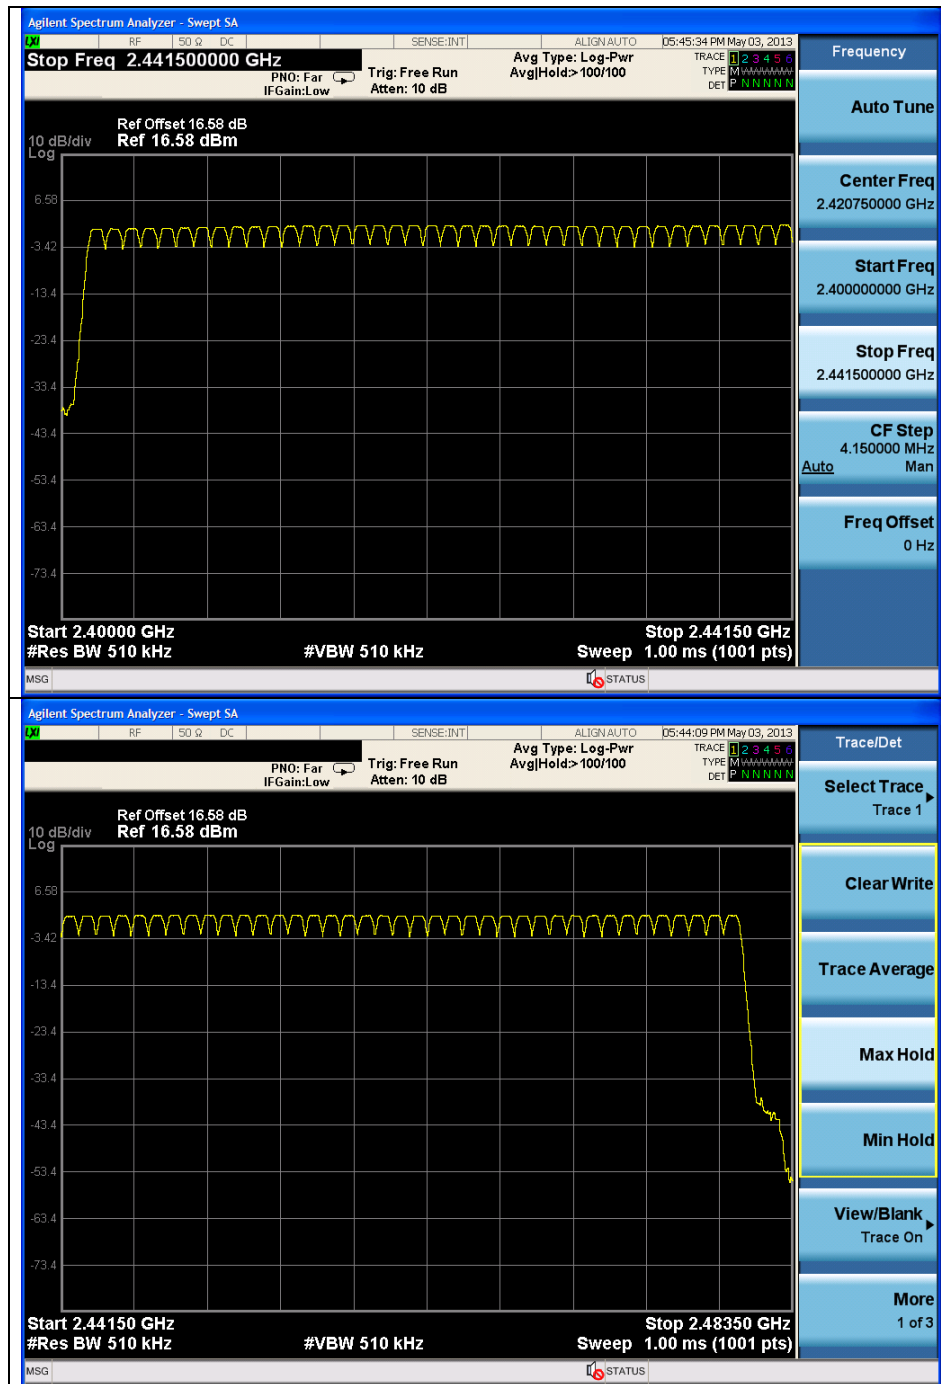 Agilent Spectrum Analyzer - Swept SA
LXI RF 50 Ω DC SENSE:INT ALIGN AUTO 05:45:34 PM May 03, 2013
Stop Freq 2.441500000 GHz
PNO: Far
IFGain:Low
Trig: Free Run
Atten: 10 dB
Avg Type: Log-Pwr
Avg|Hold:>100/100
TRACE 1 2 3 4 5 6
TYPE M WWWWW
DET P N N N N N
Frequency
Auto Tune
Center Freq
2.420750000 GHz
Start Freq
2.400000000 GHz
Stop Freq
2.441500000 GHz
CF Step
4.150000 MHz
Auto Man
Freq Offset
0 Hz
Ref Offset 16.58 dB
10 dB/div Ref 16.58 dBm
Log
6.58
-3.42
-13.4
-23.4
-33.4
-43.4
-53.4
-63.4
-73.4
Start 2.40000 GHz Stop 2.44150 GHz
#Res BW 510 kHz #VBW 510 kHz Sweep 1.00 ms (1001 pts)
MSG STATUS
Agilent Spectrum Analyzer - Swept SA
LXI RF 50 Ω DC SENSE:INT ALIGN AUTO 05:44:09 PM May 03, 2013
PNO: Far
IFGain:Low
Trig: Free Run
Atten: 10 dB
Avg Type: Log-Pwr
Avg|Hold:>100/100
TRACE 1 2 3 4 5 6
TYPE M WWWWW
DET P N N N N N
Trace/Det
Select Trace
Trace 1
Clear Write
Trace Average
Max Hold
Min Hold
View/Blank
Trace On
More
1 of 3
Ref Offset 16.58 dB
10 dB/div Ref 16.58 dBm
Log
6.58
-3.42
-13.4
-23.4
-33.4
-43.4
-53.4
-63.4
-73.4
Start 2.44150 GHz Stop 2.48350 GHz
#Res BW 510 kHz #VBW 510 kHz Sweep 1.00 ms (1001 pts)
MSG STATUS